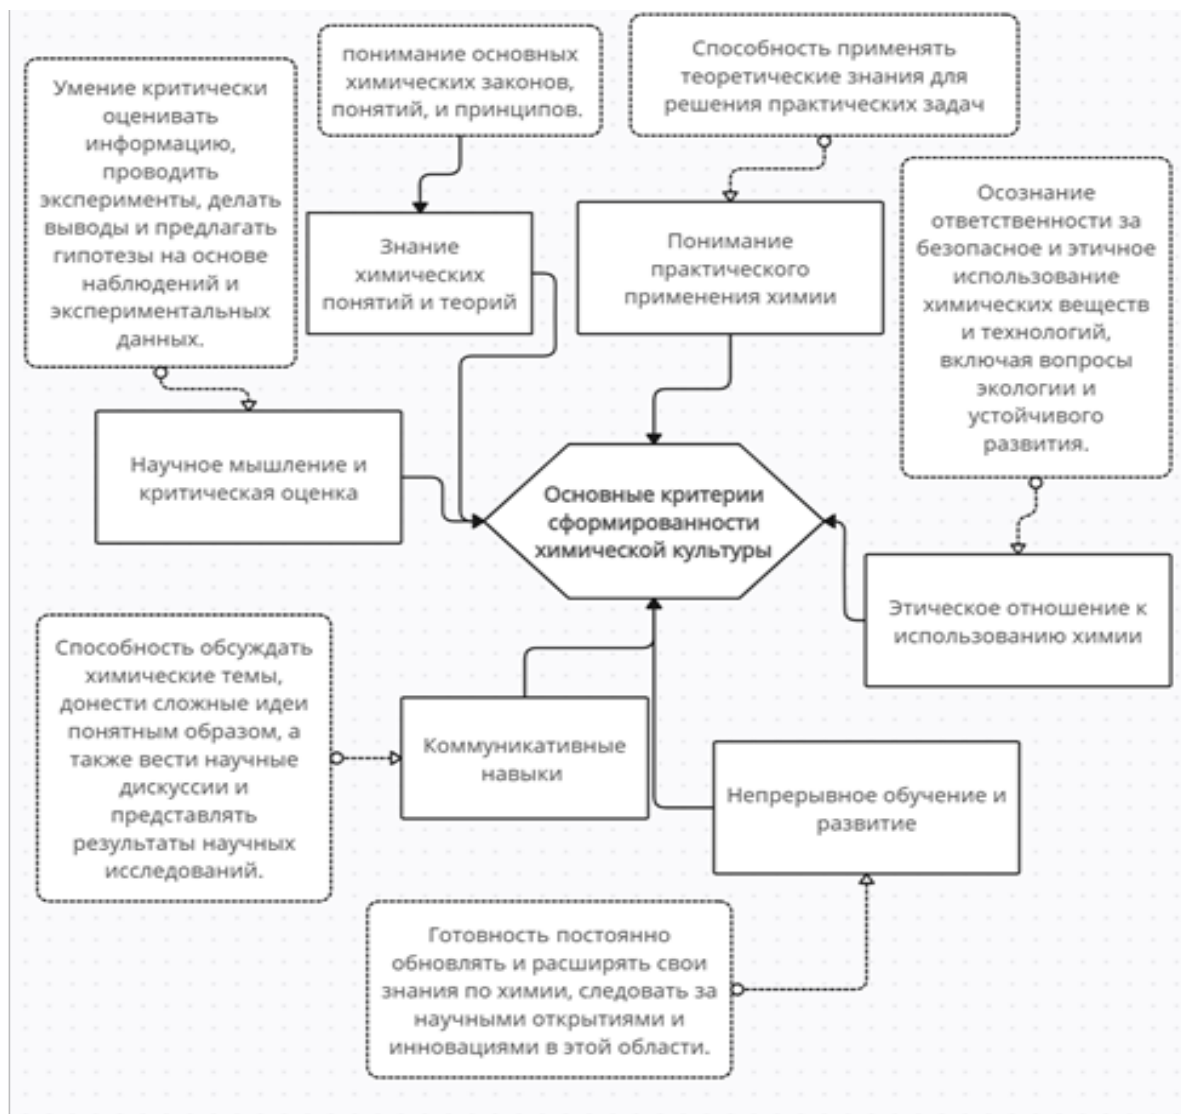 понимание основных
химических законов,
понятий, и принципов.
Способность применять
теоретические знания для
решения практических задач
Умение критически
оценивать
информацию,
проводить
эксперименты, делать
выводы и предлагать
гипотезы на основе
наблюдений и
экспериментальных
данных.
Осознание
ответственности за
безопасное и этичное
использование
химических веществ
и технологий,
включая вопросы
экологии и
устойчивого
развития.
Знание
химических
понятий и теорий
Понимание
практического
применения химии
Научное мышление и
критическая оценка
Основные критерии
сформированности
химической культуры
Этическое отношение к
использованию химии
Способность обсуждать
химические темы,
донести сложные идеи
понятным образом, а
также вести научные
дискуссии и
представлять
результаты научных
исследований.
Коммуникативные
навыки
Непрерывное обучение и
развитие
Готовность постоянно
обновлять и расширять свои
знания по химии, следовать за
научными открытиями и
инновациями в этой области.